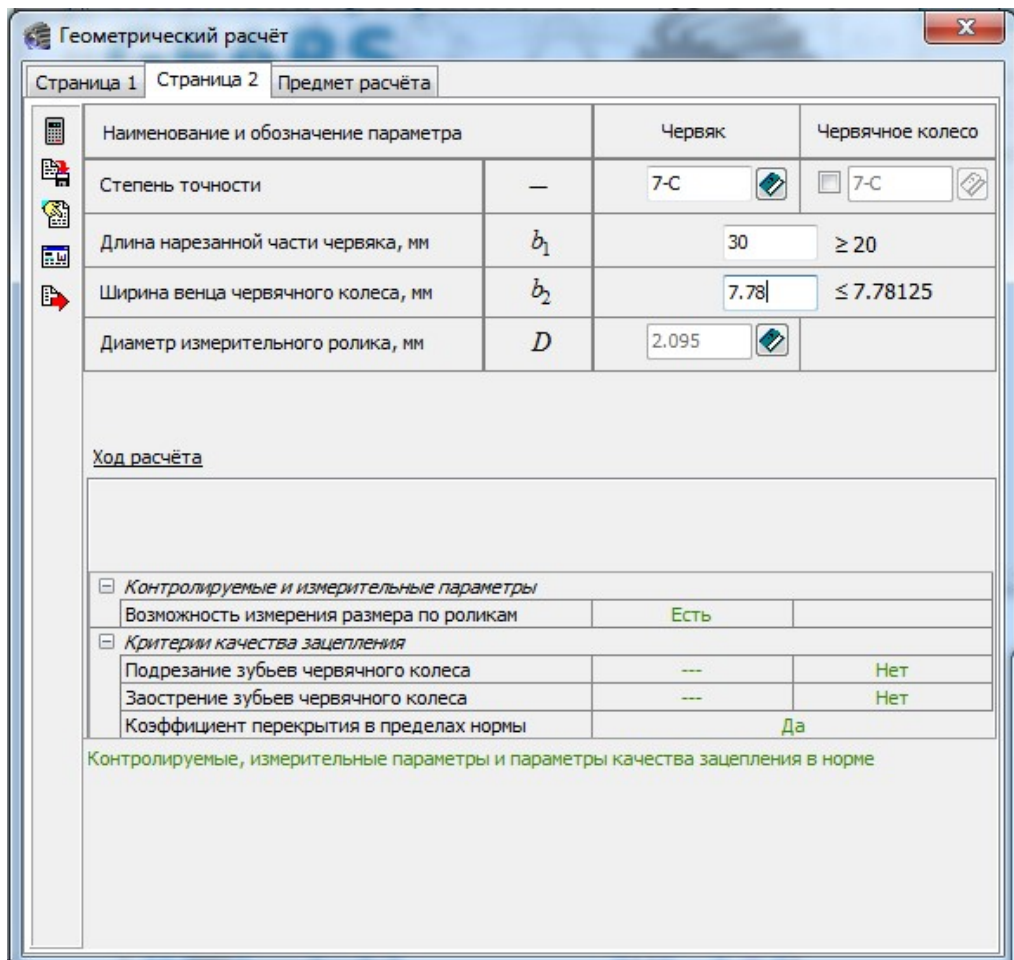 Геометрический расчёт
Страница 1 Страница 2 Предмет расчёта
Наименование и обозначение параметра Червяк Червячное колесо
Степень точности — 7-C 7-C
Длина нарезанной части червяка, мм b1 30 ≥ 20
Ширина венца червячного колеса, мм b2 7.78 ≤ 7.78125
Диаметр измерительного ролика, мм D 2.095
Ход расчёта
Контролируемые и измерительные параметры
Возможность измерения размера по роликам Есть
Критерии качества зацепления
Подрезание зубьев червячного колеса --- Нет
Заострение зубьев червячного колеса --- Нет
Коэффициент перекрытия в пределах нормы Да
Контролируемые, измерительные параметры и параметры качества зацепления в норме